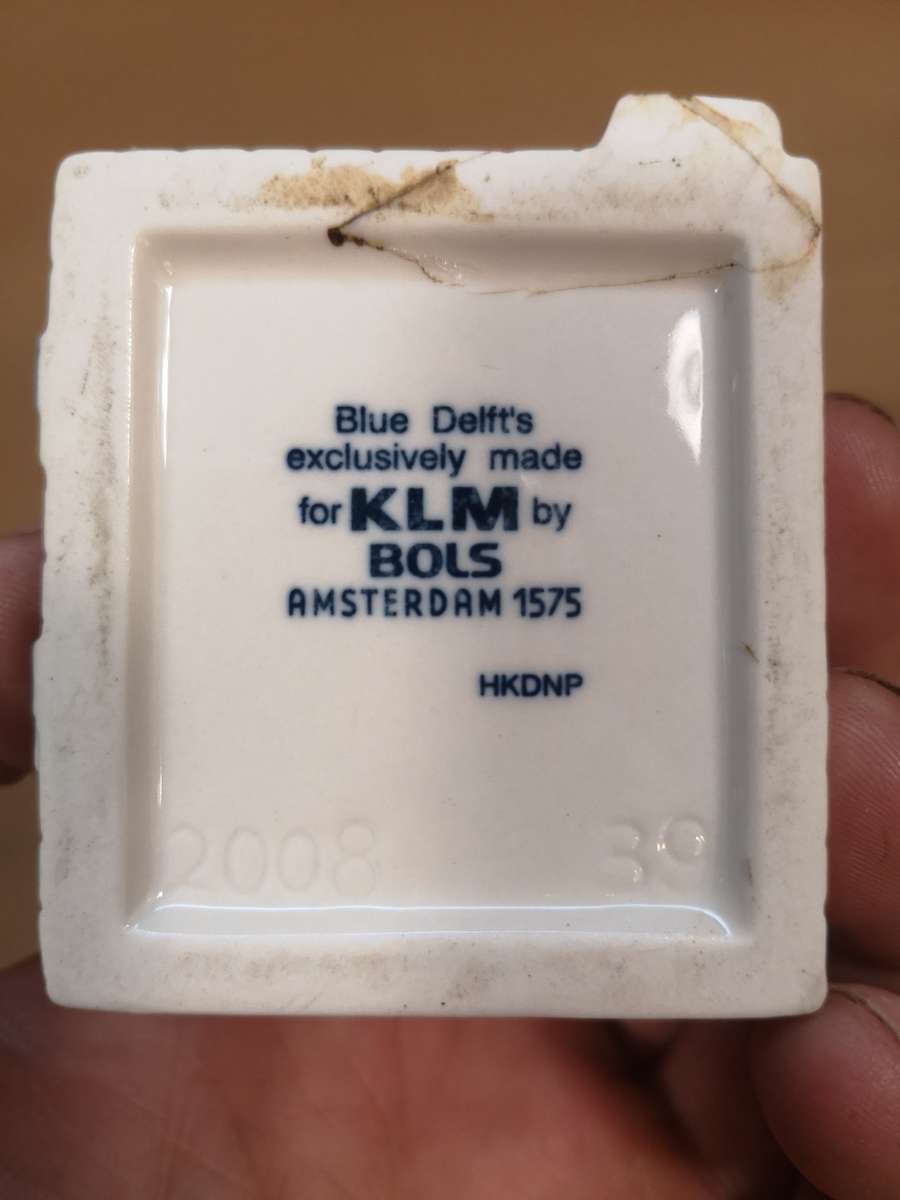 Blue Delft's
exclusively made
for KLM by
BOLS
AMSTERDAM 1575
HKDNP
2008 39